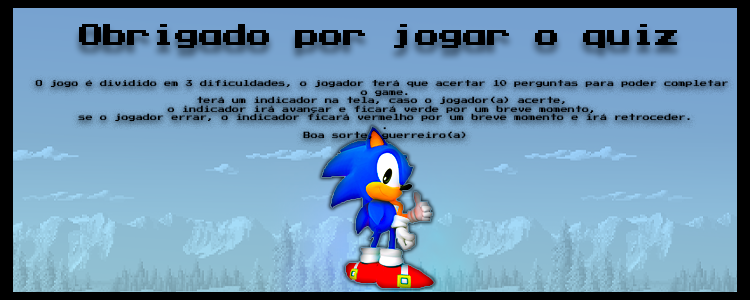 Obrigado por jogar o quiz
O jogo é dividido em 3 dificuldades, o jogador terá que acertar 10 perguntas para poder completar
o game.
terá um indicador na tela, caso o jogador(a) acerte,
o indicador irá avançar e ficará verde por um breve momento,
se o jogador errar, o indicador ficará vermelho por um breve momento e irá retroceder.
.
Boa sorte guerreiro(a)